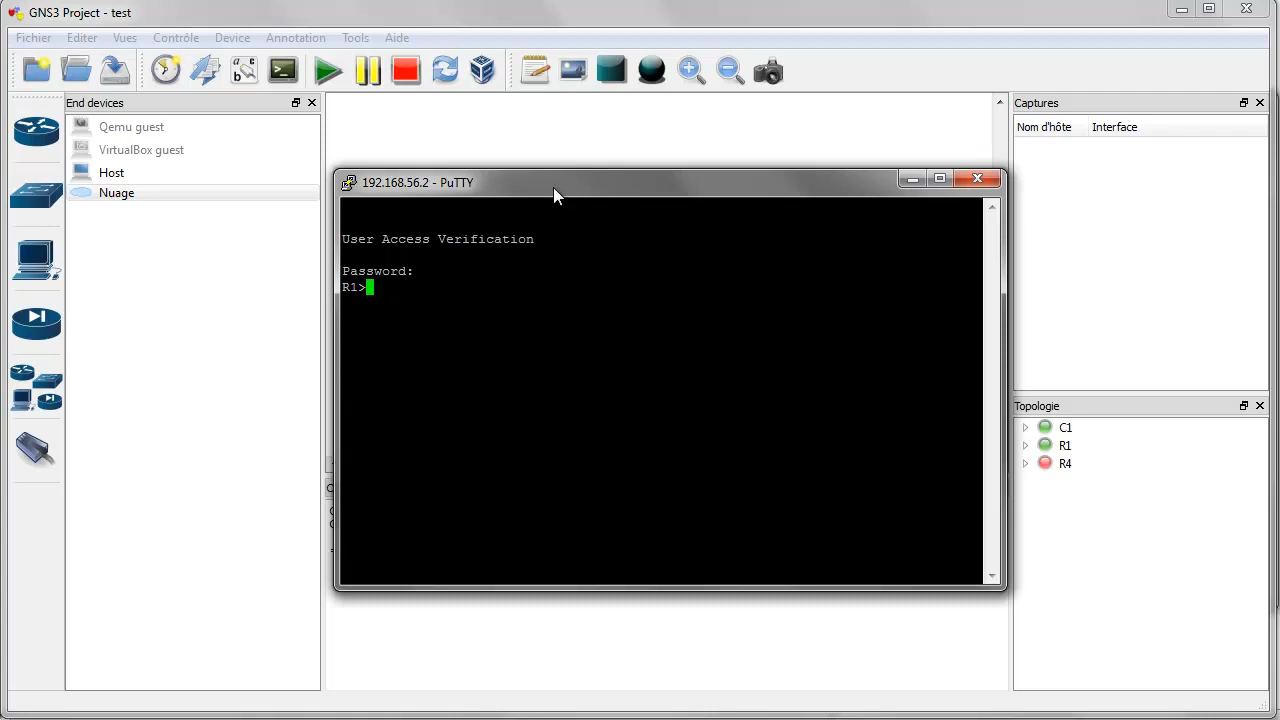 GNS3 Project - test
Fichier Editer Vues Contrôle Device Annotation Tools Aide
End devices
Qemu guest
VirtualBox guest
Host
Nuage
192.168.56.2 - PuTTY
User Access Verification
Password:
R1>
Captures
Nom d'hôte Interface
Topologie
C1
R1
R4